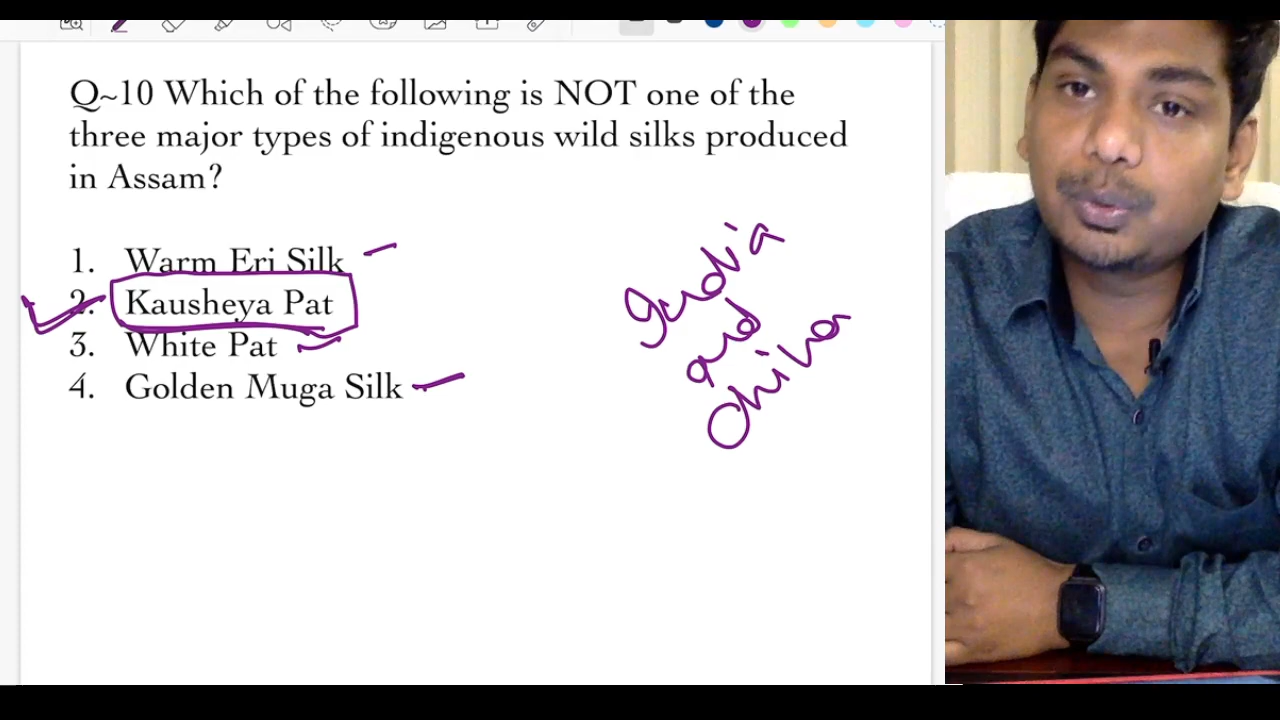 Q~10 Which of the following is NOT one of the
three major types of indigenous wild silks produced
in Assam?
1. Warm Eri Silk
2. Kausheya Pat
3. White Pat
4. Golden Muga Silk
India
and
China